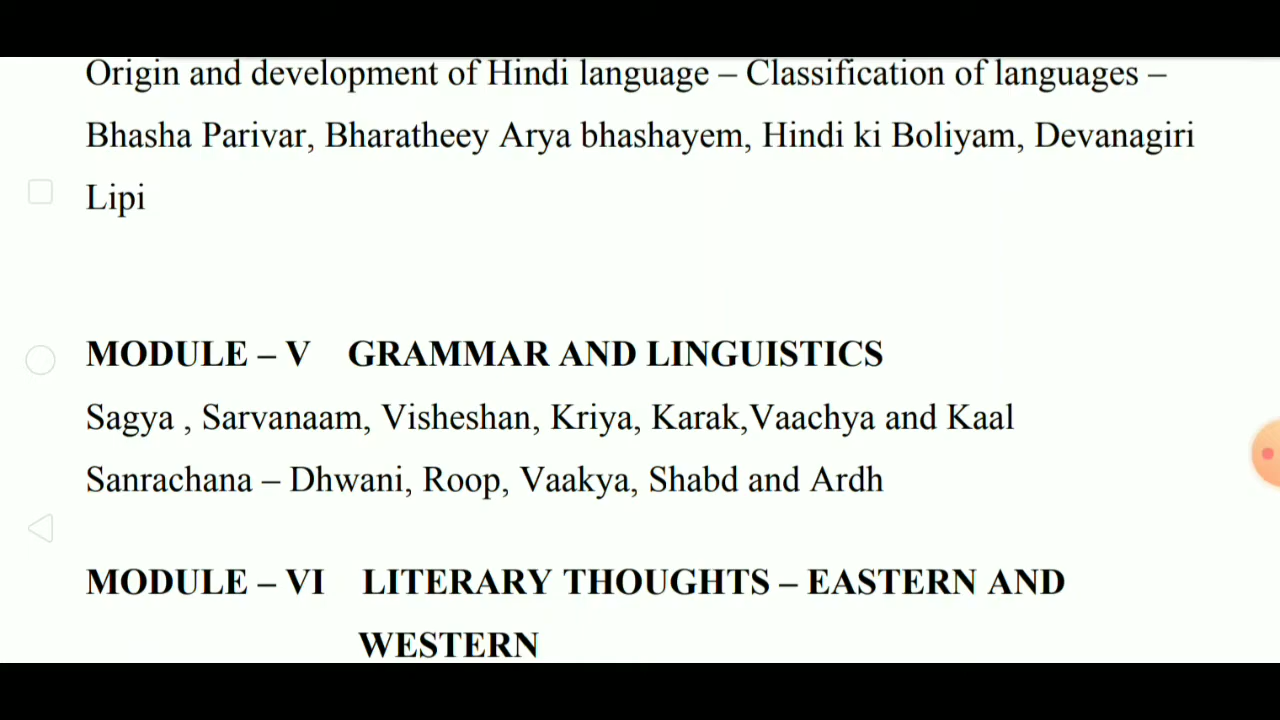 Origin and development of Hindi language – Classification of languages –
Bhasha Parivar, Bharatheey Arya bhashayem, Hindi ki Boliyam, Devanagiri
Lipi
MODULE – V GRAMMAR AND LINGUISTICS
Sagya , Sarvanaam, Visheshan, Kriya, Karak,Vaachya and Kaal
Sanrachana – Dhwani, Roop, Vaakya, Shabd and Ardh
MODULE – VI LITERARY THOUGHTS – EASTERN AND
WESTERN